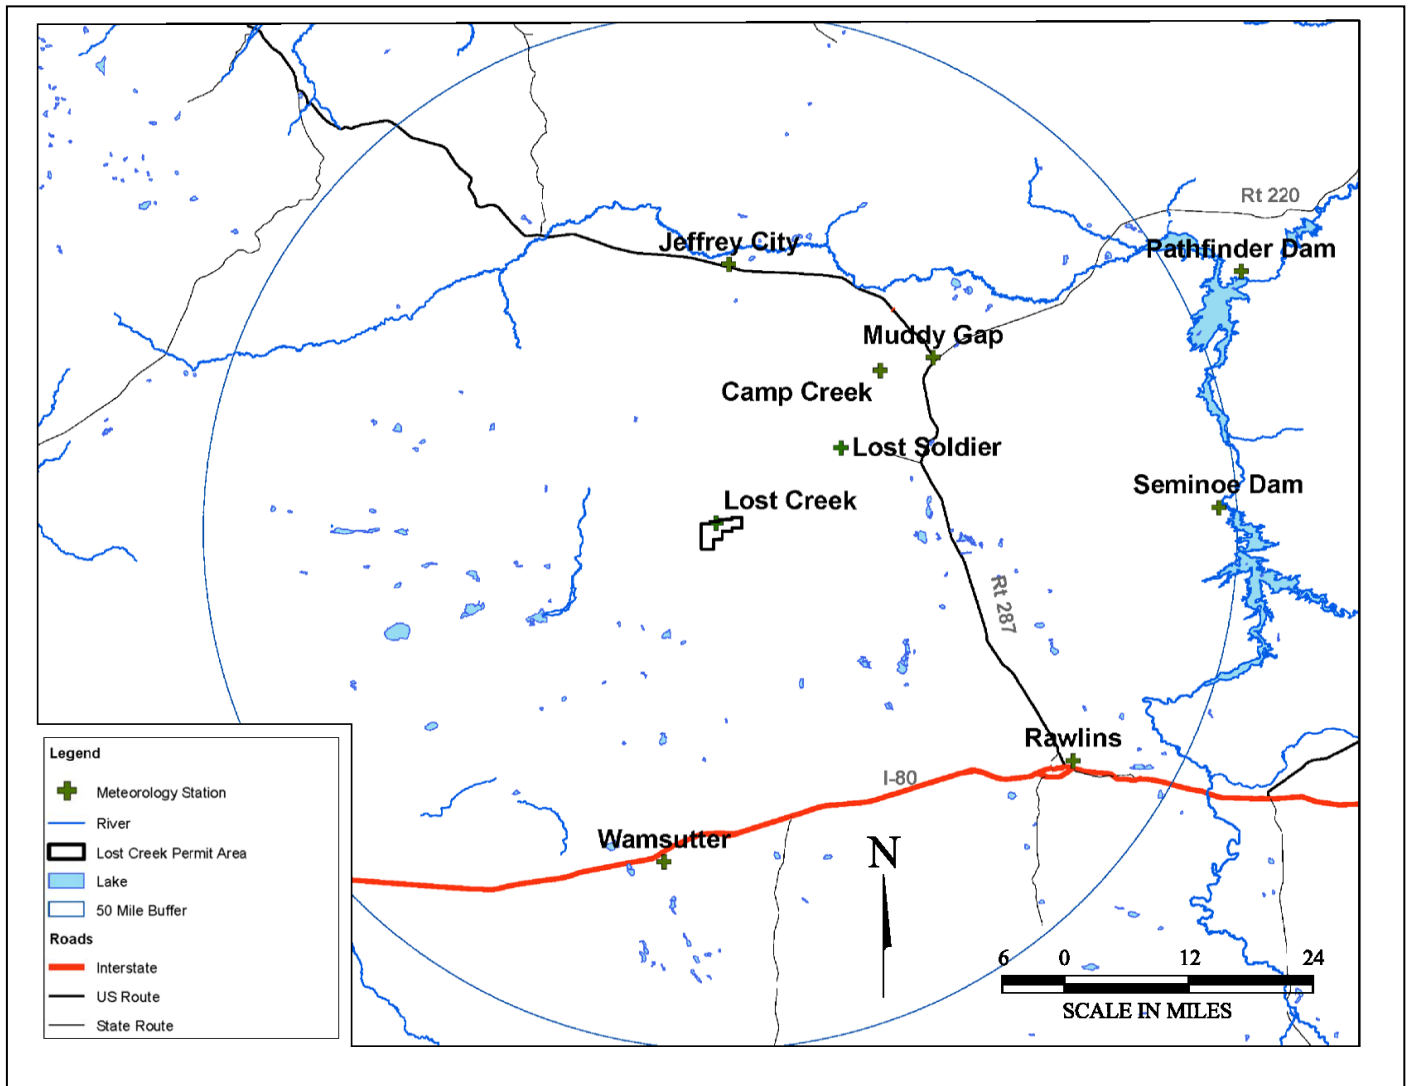 Rt 220
Jeffrey City
Pathfinder Dam
Muddy Gap
Camp Creek
Lost Soldier
Seminoe Dam
Lost Creek
Rt 287
Rawlins
I-80
Wamsutter
N
6 0 12 24
SCALE IN MILES
Legend
Meteorology Station
River
Lost Creek Permit Area
Lake
50 Mile Buffer
Roads
Interstate
US Route
State Route